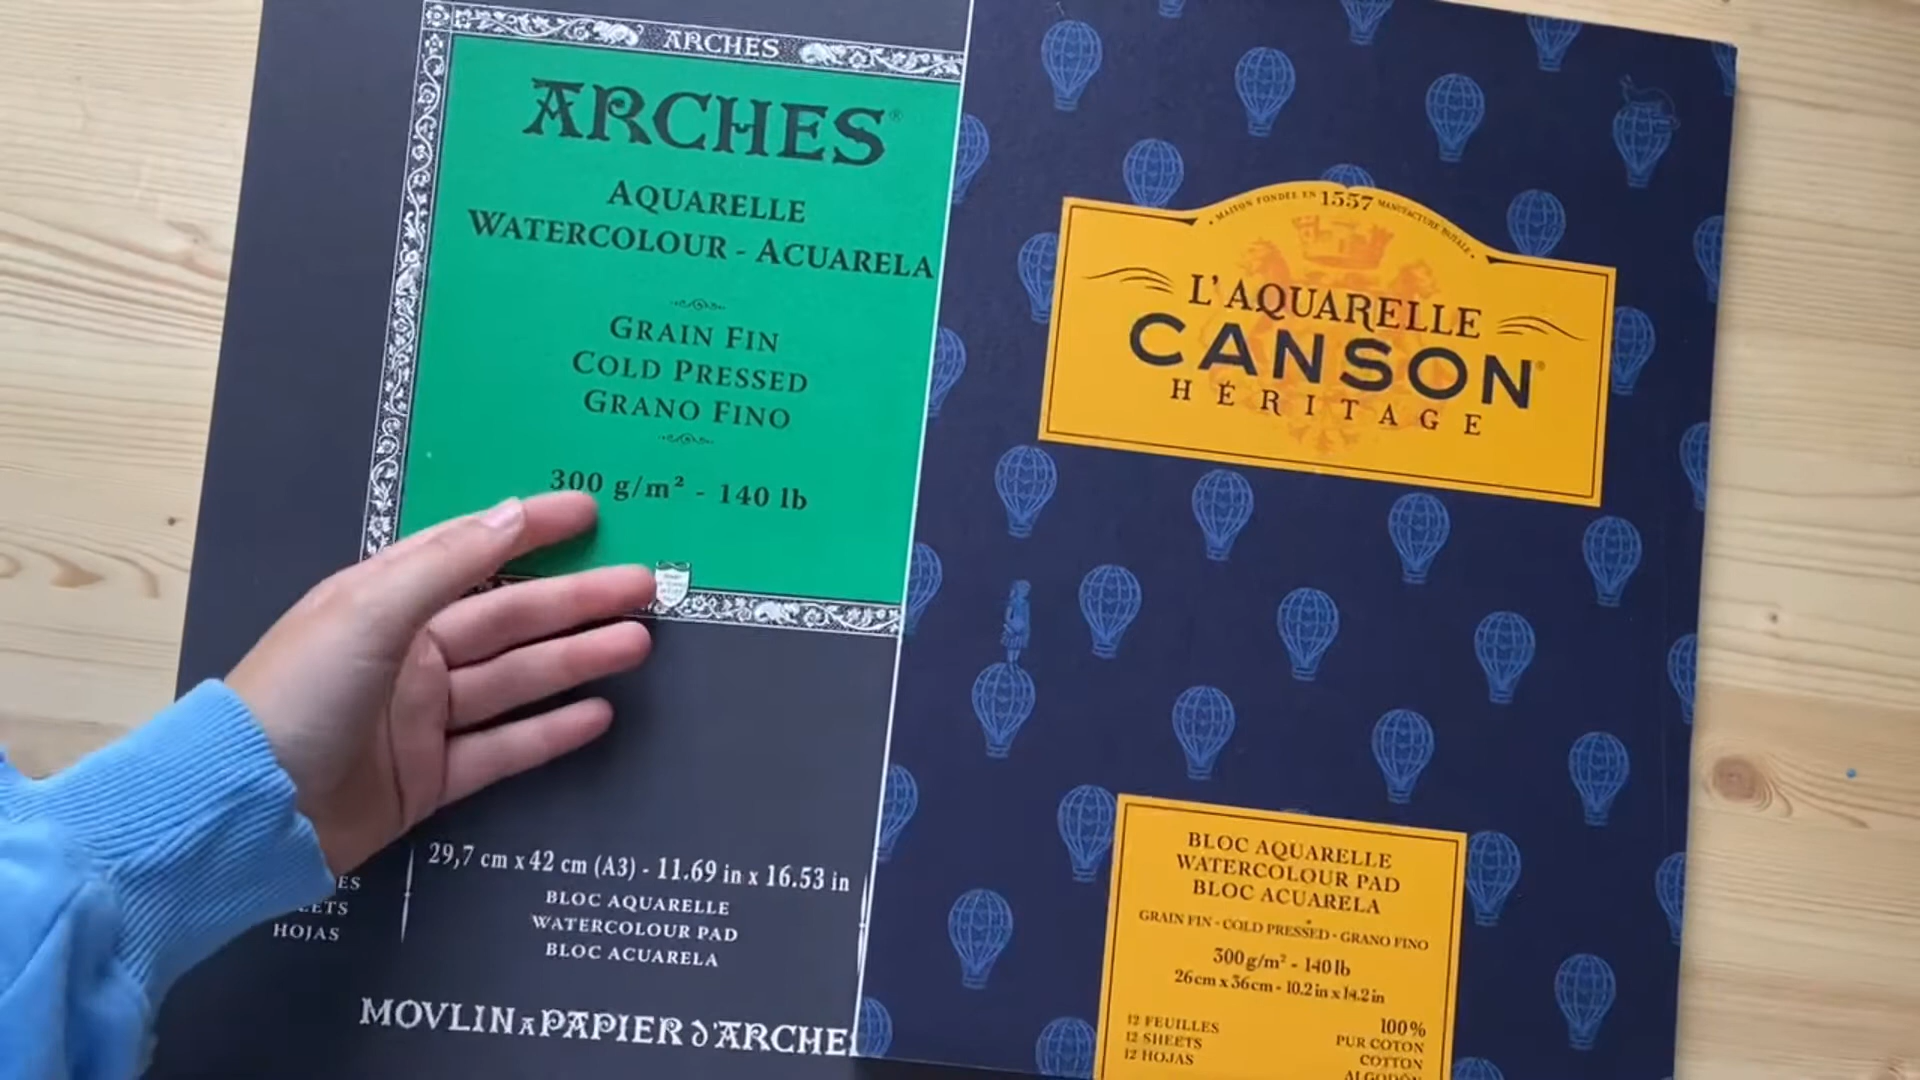 ARCHES
ARCHES®
AQUARELLE
WATERCOLOUR - ACUARELA
GRAIN FIN
COLD PRESSED
GRANO FINO
300 g/m² - 140 lb
29,7 cm x 42 cm (A3) - 11.69 in x 16.53 in
BLOC AQUARELLE
WATERCOLOUR PAD
BLOC ACUARELA
HOJAS
MOVLIN A PAPIER D'ARCHE
MAISON FONDÉE EN 1557 MANUFACTURE ROYALE
L'AQUARELLE
CANSON®
HÉRITAGE
BLOC AQUARELLE
WATERCOLOUR PAD
BLOC ACUARELA
GRAIN FIN - COLD PRESSED - GRANO FINO
300g/m² - 140 lb
26cm x 36cm - 10.2 in x 14.2 in
12 FEUILLES
12 SHEETS
12 HOJAS
100%
PUR COTON
COTTON
ALGODÓN